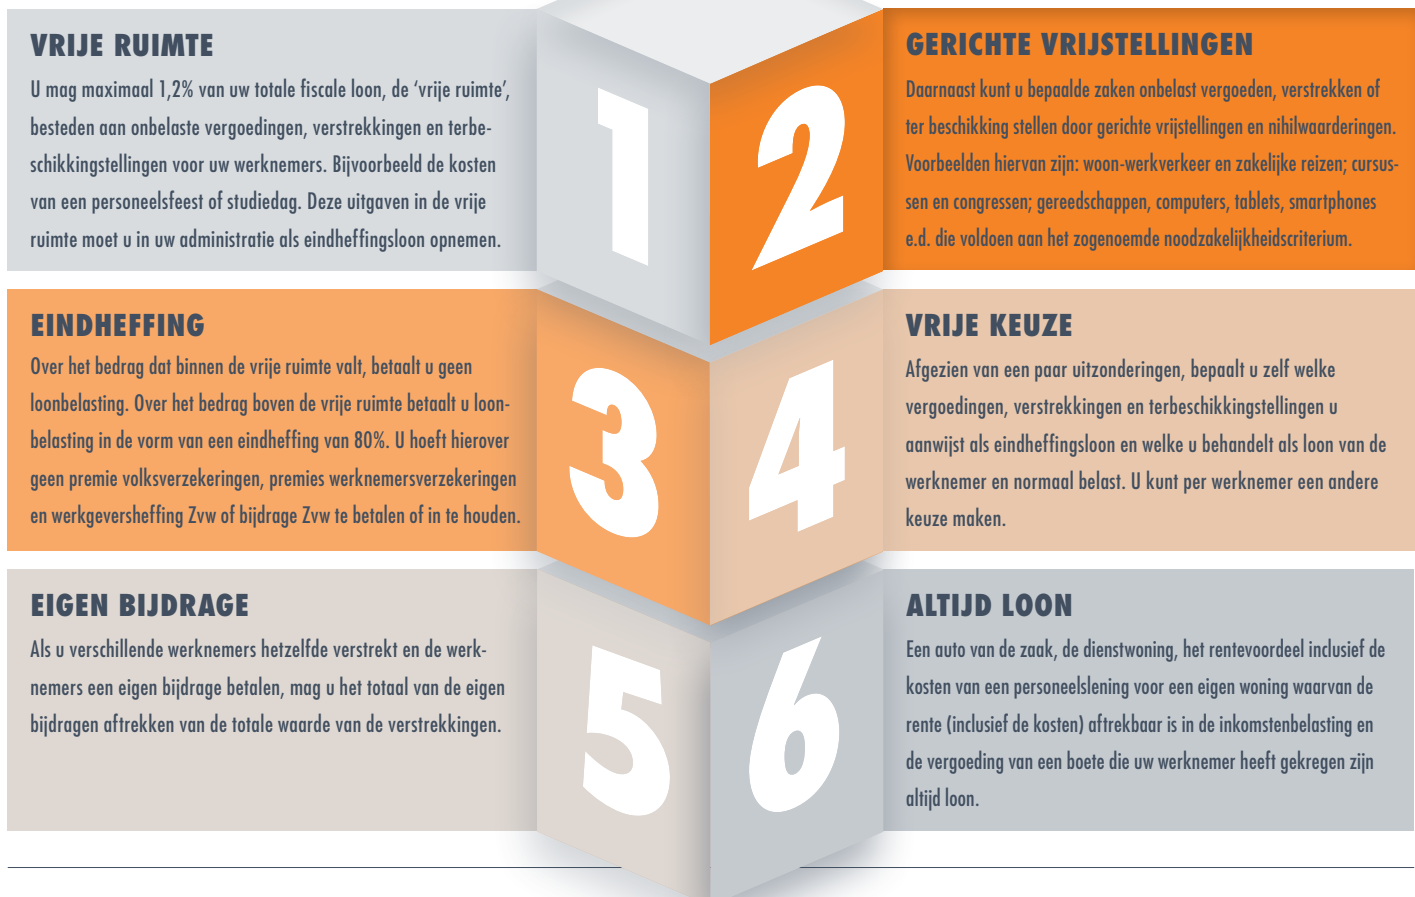 VRIJE RUIMTE
U mag maximaal 1,2% van uw totale fiscale loon, de ‘vrije ruimte’,
besteden aan onbelaste vergoedingen, verstrekkingen en terbe-
schikkingstellingen voor uw werknemers. Bijvoorbeeld de kosten
van een personeelsfeest of studiedag. Deze uitgaven in de vrije
ruimte moet u in uw administratie als eindheffingsloon opnemen.
1
2
GERICHTE VRIJSTELLINGEN
Daarnaast kunt u bepaalde zaken onbelast vergoeden, verstrekken of
ter beschikking stellen door gerichte vrijstellingen en nihilwaarderingen.
Voorbeelden hiervan zijn: woon-werkverkeer en zakelijke reizen; cursus-
sen en congressen; gereedschappen, computers, tablets, smartphones
e.d. die voldoen aan het zogenoemde noodzakelijkheidscriterium.
EINDHEFFING
Over het bedrag dat binnen de vrije ruimte valt, betaalt u geen
loonbelasting. Over het bedrag boven de vrije ruimte betaalt u loon-
belasting in de vorm van een eindheffing van 80%. U hoeft hierover
geen premie volksverzekeringen, premies werknemersverzekeringen
en werkgeversheffing Zvw of bijdrage Zvw te betalen of in te houden.
3
4
VRIJE KEUZE
Afgezien van een paar uitzonderingen, bepaalt u zelf welke
vergoedingen, verstrekkingen en terbeschikkingstellingen u
aanwijst als eindheffingsloon en welke u behandelt als loon van de
werknemer en normaal belast. U kunt per werknemer een andere
keuze maken.
EIGEN BIJDRAGE
Als u verschillende werknemers hetzelfde verstrekt en de werk-
nemers een eigen bijdrage betalen, mag u het totaal van de eigen
bijdragen aftrekken van de totale waarde van de verstrekkingen.
5
6
ALTIJD LOON
Een auto van de zaak, de dienstwoning, het rentevoordeel inclusief de
kosten van een personeelslening voor een eigen woning waarvan de
rente (inclusief de kosten) aftrekbaar is in de inkomstenbelasting en
de vergoeding van een boete die uw werknemer heeft gekregen zijn
altijd loon.